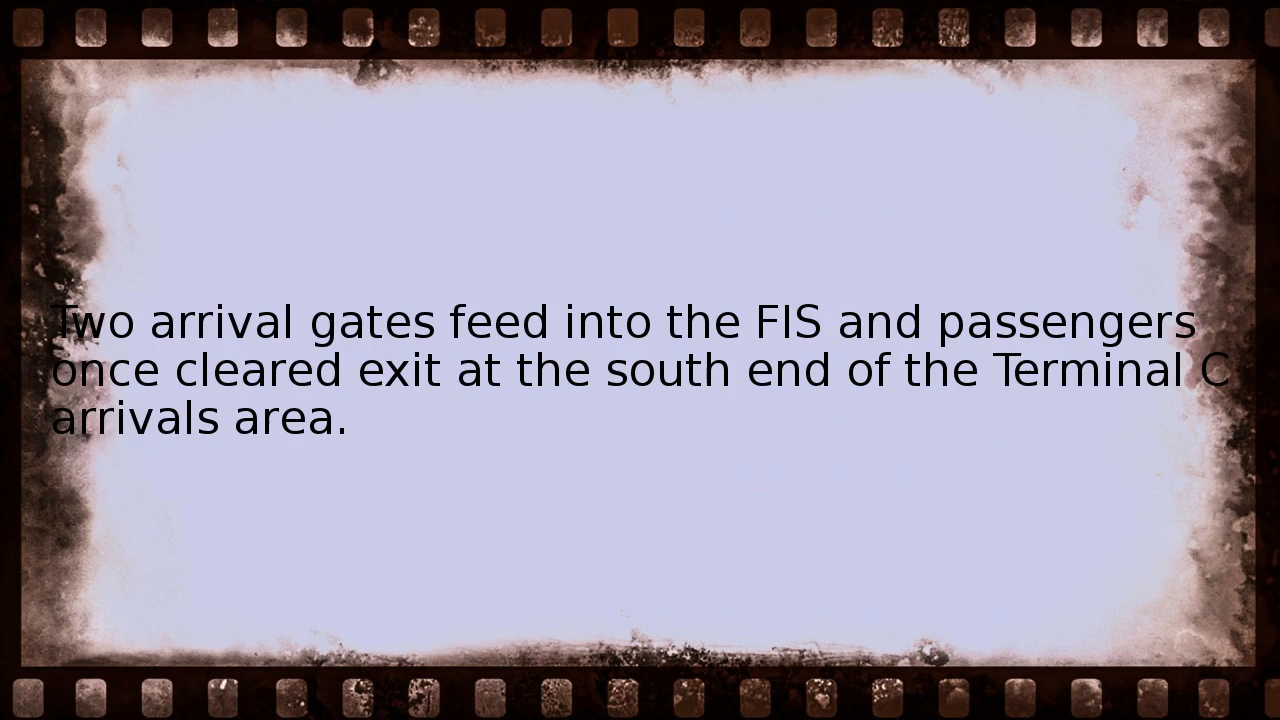 Two arrival gates feed into the FIS and passengers
once cleared exit at the south end of the Terminal C
arrivals area.